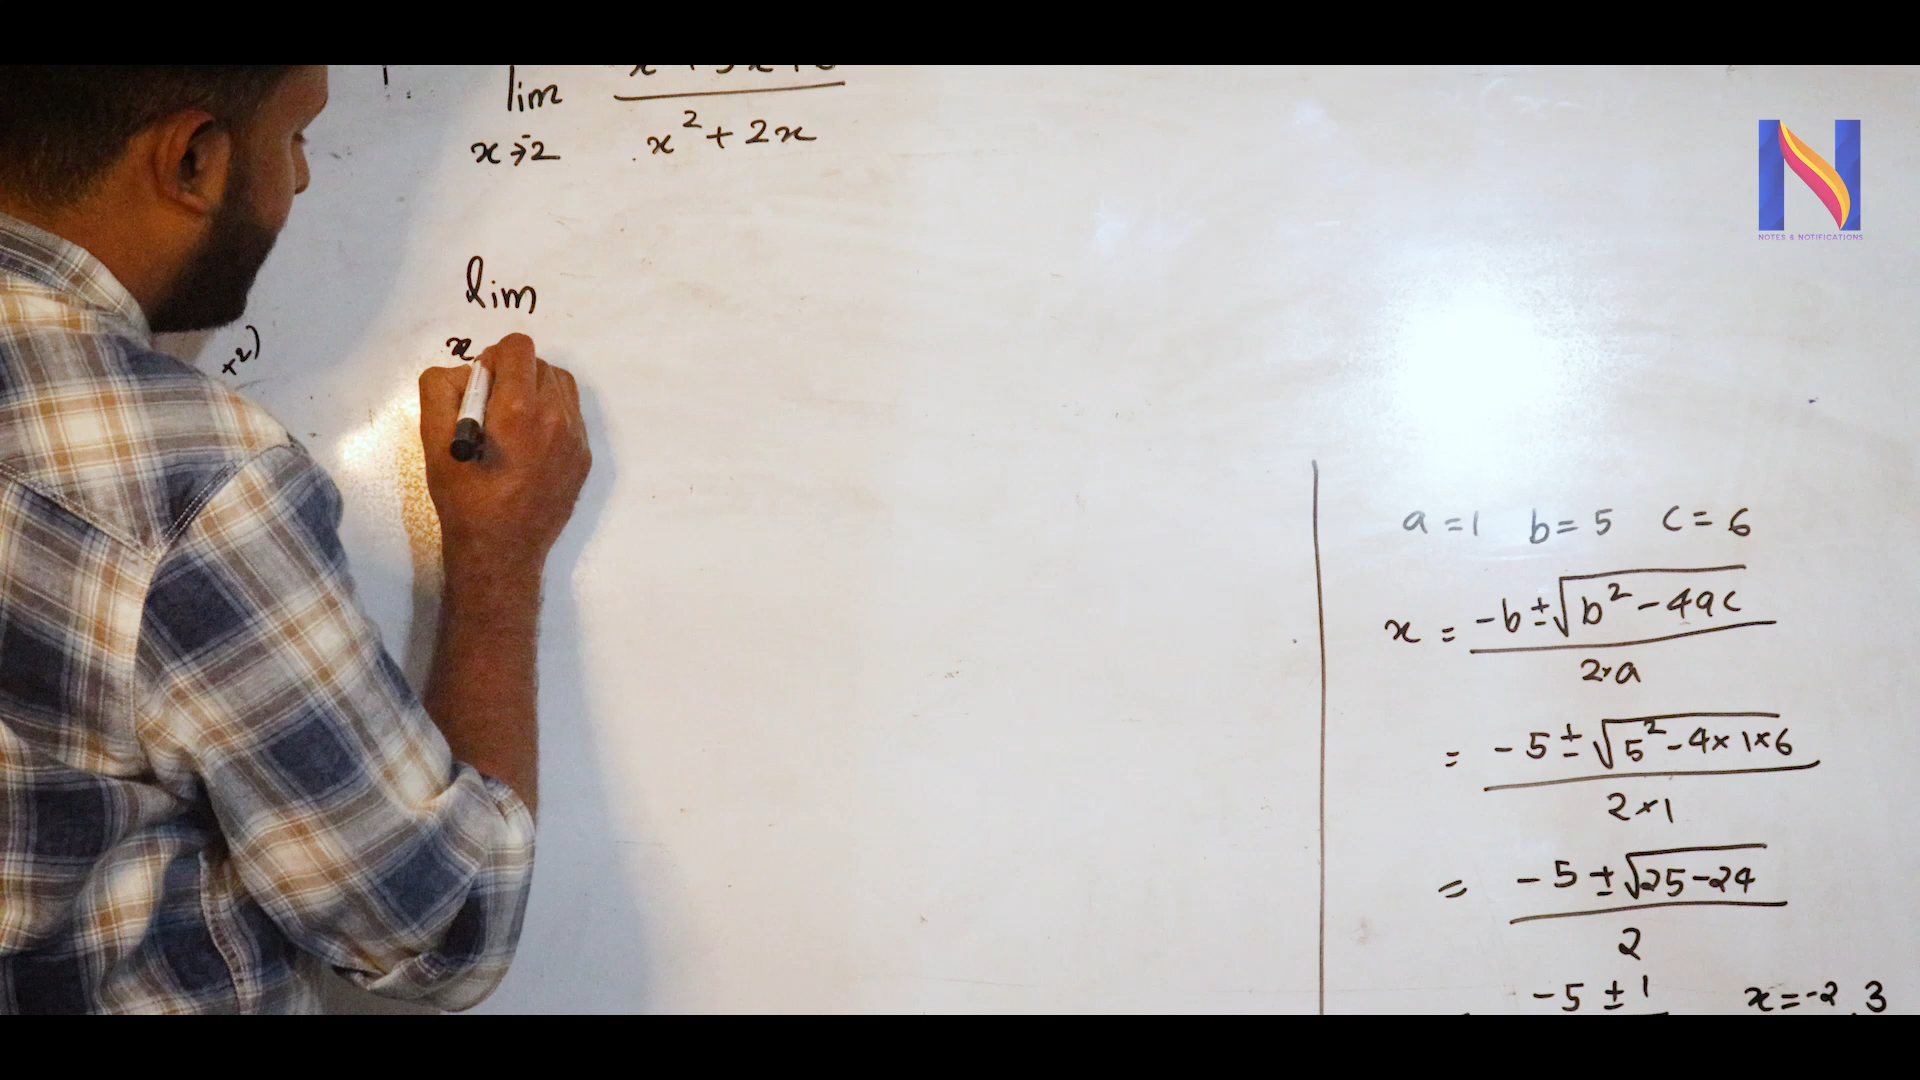 lim
x→-2 x² + 2x
+2)
lim
x
a = 1 b = 5 c = 6
x = -b ± √b² - 4ac
2×a
= -5 ± √5² - 4×1×6
2×1
= -5 ± √25-24
2
-5 ± 1 x = -2, 3
N
NOTES & NOTIFICATIONS